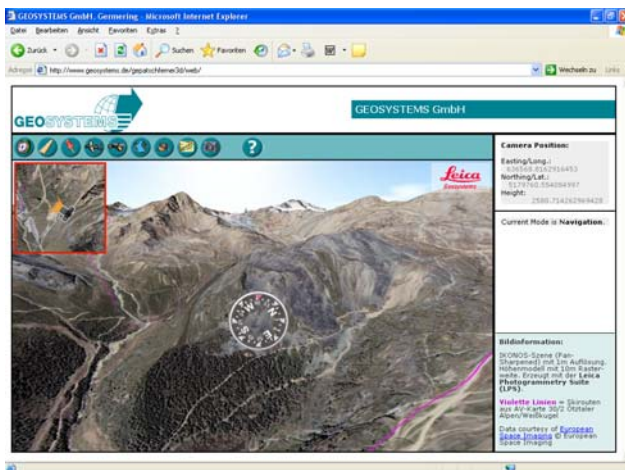 GEOSYSTEMS GmbH, Germering - Microsoft Internet Explorer
Datei Bearbeiten Ansicht Favoriten Extras ?
Zurück Suchen Favoriten
Adresse http://www.geosystems.de/gepatschferner3d/web/ Wechseln zu Links
GEOSYSTEMS
GEOSYSTEMS GmbH
?
Leica
Geosystems
Camera Position:
Easting/Long.:
Northing/Lat.:
Height:
Current Mode is Navigation.
N
W
S
E
Bildinformation:
IKONOS-Szene (Pan-
Sharpened) mit 1m Auflösung.
Höhenmodell mit 10m Raster-
weite. Erzeugt mit der Leica
Photogrammetry Suite
(LPS).
Violette Linien = Skirouten
aus AV-Karte 30/2 Ötztaler
Alpen/Weißkugel
Data courtesy of European
Space Imaging © European
Space Imaging